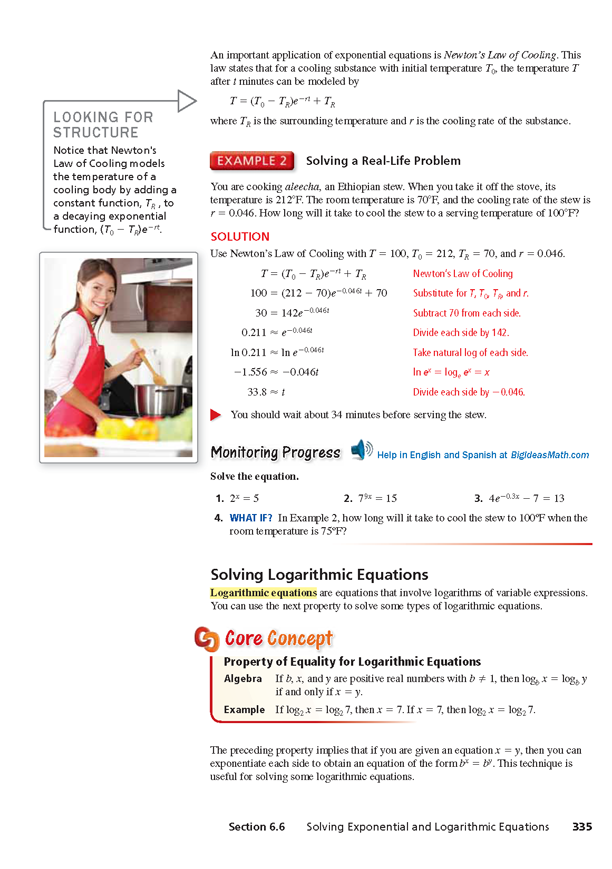 An important application of exponential equations is Newton's Law of Cooling. This
law states that for a cooling substance with initial temperature T₀, the temperature T
after t minutes can be modeled by
T = (T₀ − T_R)e^−rt + T_R
where T_R is the surrounding temperature and r is the cooling rate of the substance.
LOOKING FOR
STRUCTURE
Notice that Newton's
Law of Cooling models
the temperature of a
cooling body by adding a
constant function, T_R , to
a decaying exponential
function, (T₀ − T_R)e^−rt.
EXAMPLE 2 Solving a Real-Life Problem
You are cooking aleecha, an Ethiopian stew. When you take it off the stove, its
temperature is 212°F. The room temperature is 70°F, and the cooling rate of the stew is
r = 0.046. How long will it take to cool the stew to a serving temperature of 100°F?
SOLUTION
Use Newton's Law of Cooling with T = 100, T₀ = 212, T_R = 70, and r = 0.046.
T = (T₀ − T_R)e^−rt + T_R Newton's Law of Cooling
100 = (212 − 70)e^−0.046t + 70 Substitute for T, T₀, T_R, and r.
30 = 142e^−0.046t Subtract 70 from each side.
0.211 ≈ e^−0.046t Divide each side by 142.
ln 0.211 ≈ ln e^−0.046t Take natural log of each side.
−1.556 ≈ −0.046t ln e^x = log_e e^x = x
33.8 ≈ t Divide each side by −0.046.
You should wait about 34 minutes before serving the stew.
Monitoring Progress Help in English and Spanish at BigIdeasMath.com
Solve the equation.
1. 2^x = 5 2. 7^9x = 15 3. 4e^−0.3x − 7 = 13
4. WHAT IF? In Example 2, how long will it take to cool the stew to 100°F when the
room temperature is 75°F?
Solving Logarithmic Equations
Logarithmic equations are equations that involve logarithms of variable expressions.
You can use the next property to solve some types of logarithmic equations.
Core Concept
Property of Equality for Logarithmic Equations
Algebra If b, x, and y are positive real numbers with b ≠ 1, then log_b x = log_b y
if and only if x = y.
Example If log₂ x = log₂ 7, then x = 7. If x = 7, then log₂ x = log₂ 7.
The preceding property implies that if you are given an equation x = y, then you can
exponentiate each side to obtain an equation of the form b^x = b^y. This technique is
useful for solving some logarithmic equations.
Section 6.6 Solving Exponential and Logarithmic Equations 335